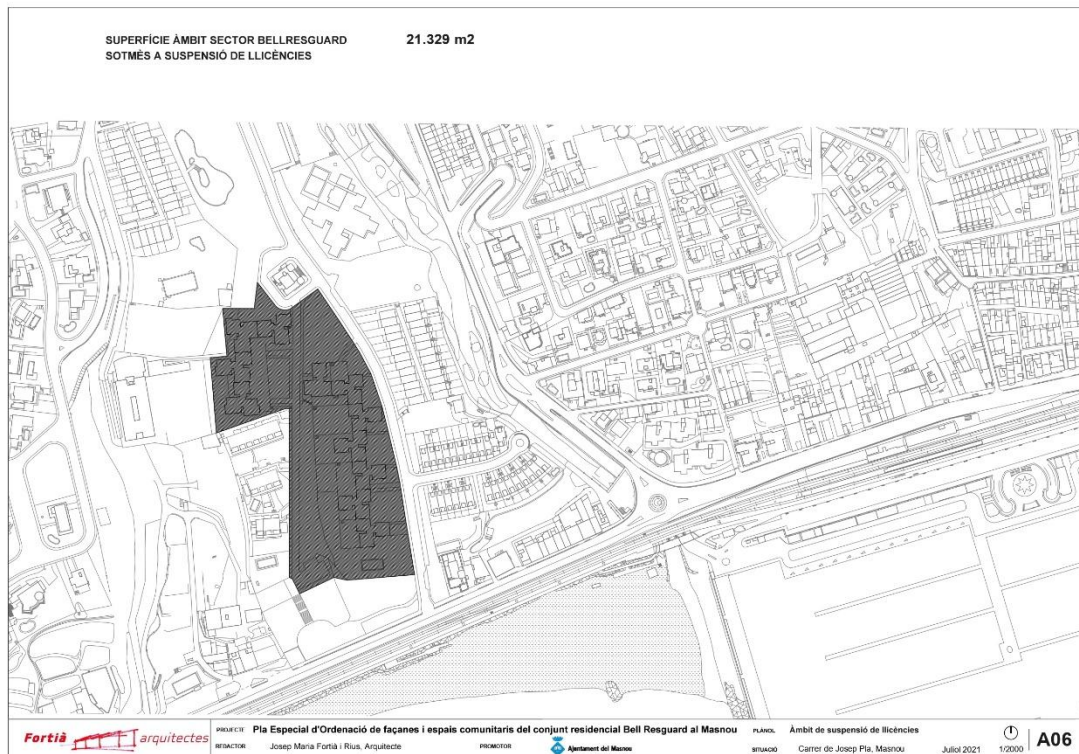 SUPERFÍCIE ÀMBIT SECTOR BELLRESGUARD 21.329 m2
SOTMÈS A SUSPENSIÓ DE LLICÈNCIES
Fortià arquitectes
PROJECTE Pla Especial d'Ordenació de façanes i espais comunitaris del conjunt residencial Bell Resguard al Masnou
REDACTOR Josep Maria Fortià i Rius, Arquitecte PROMOTOR Ajuntament del Masnou
PLÀNOL Àmbit de suspensió de llicències
SITUACIÓ Carrer de Josep Pla, Masnou Juliol 2021 1/2000
A06